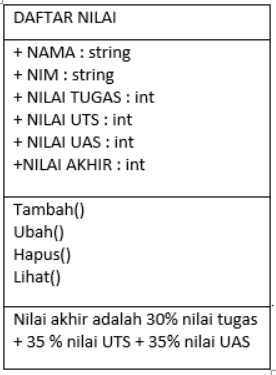 DAFTAR NILAI
+ NAMA : string
+ NIM : string
+ NILAI TUGAS : int
+ NILAI UTS : int
+ NILAI UAS : int
+NILAI AKHIR : int
Tambah()
Ubah()
Hapus()
Lihat()
Nilai akhir adalah 30% nilai tugas
+ 35 % nilai UTS + 35% nilai UAS